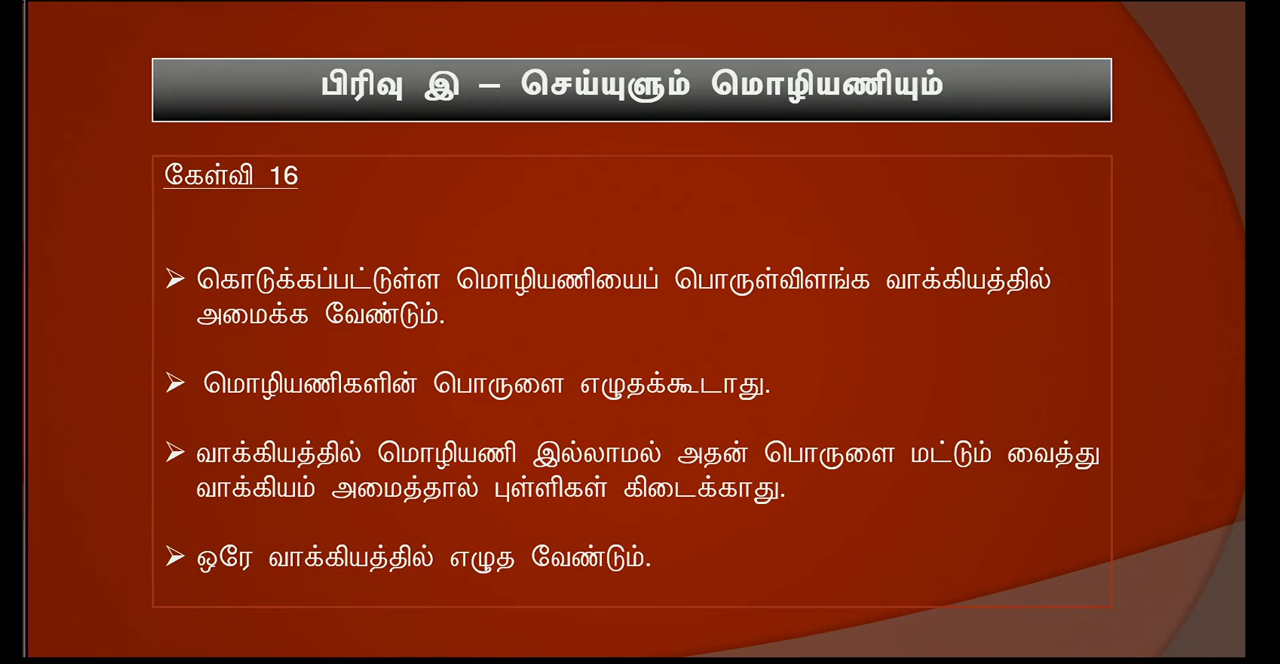 பிரிவு இ – செய்யுளும் மொழியணியும்
கேள்வி 16
➢ கொடுக்கப்பட்டுள்ள மொழியணியைப் பொருள்விளங்க வாக்கியத்தில்
அமைக்க வேண்டும்.
➢ மொழியணிகளின் பொருளை எழுதக்கூடாது.
➢ வாக்கியத்தில் மொழியணி இல்லாமல் அதன் பொருளை மட்டும் வைத்து
வாக்கியம் அமைத்தால் புள்ளிகள் கிடைக்காது.
➢ ஒரே வாக்கியத்தில் எழுத வேண்டும்.